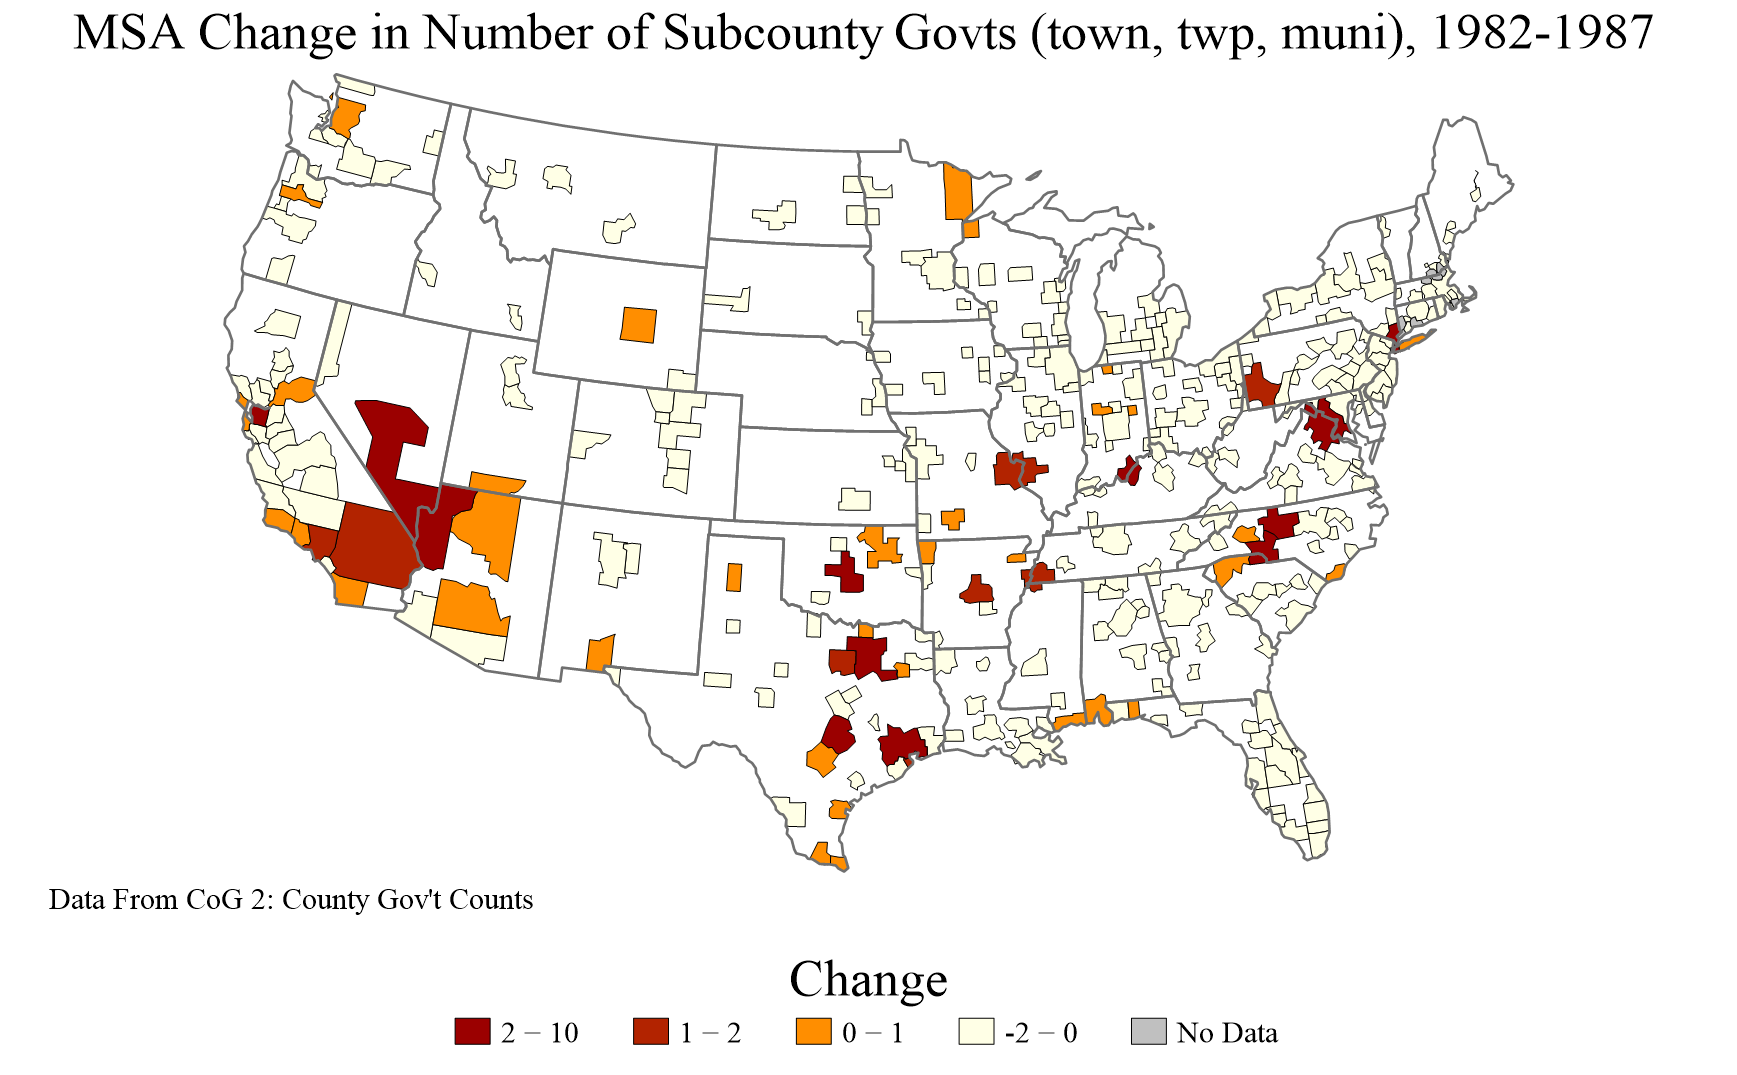 MSA Change in Number of Subcounty Govts (town, twp, muni), 1982-1987
Data From CoG 2: County Gov't Counts
Change
2 – 10 1 – 2 0 – 1 -2 – 0 No Data